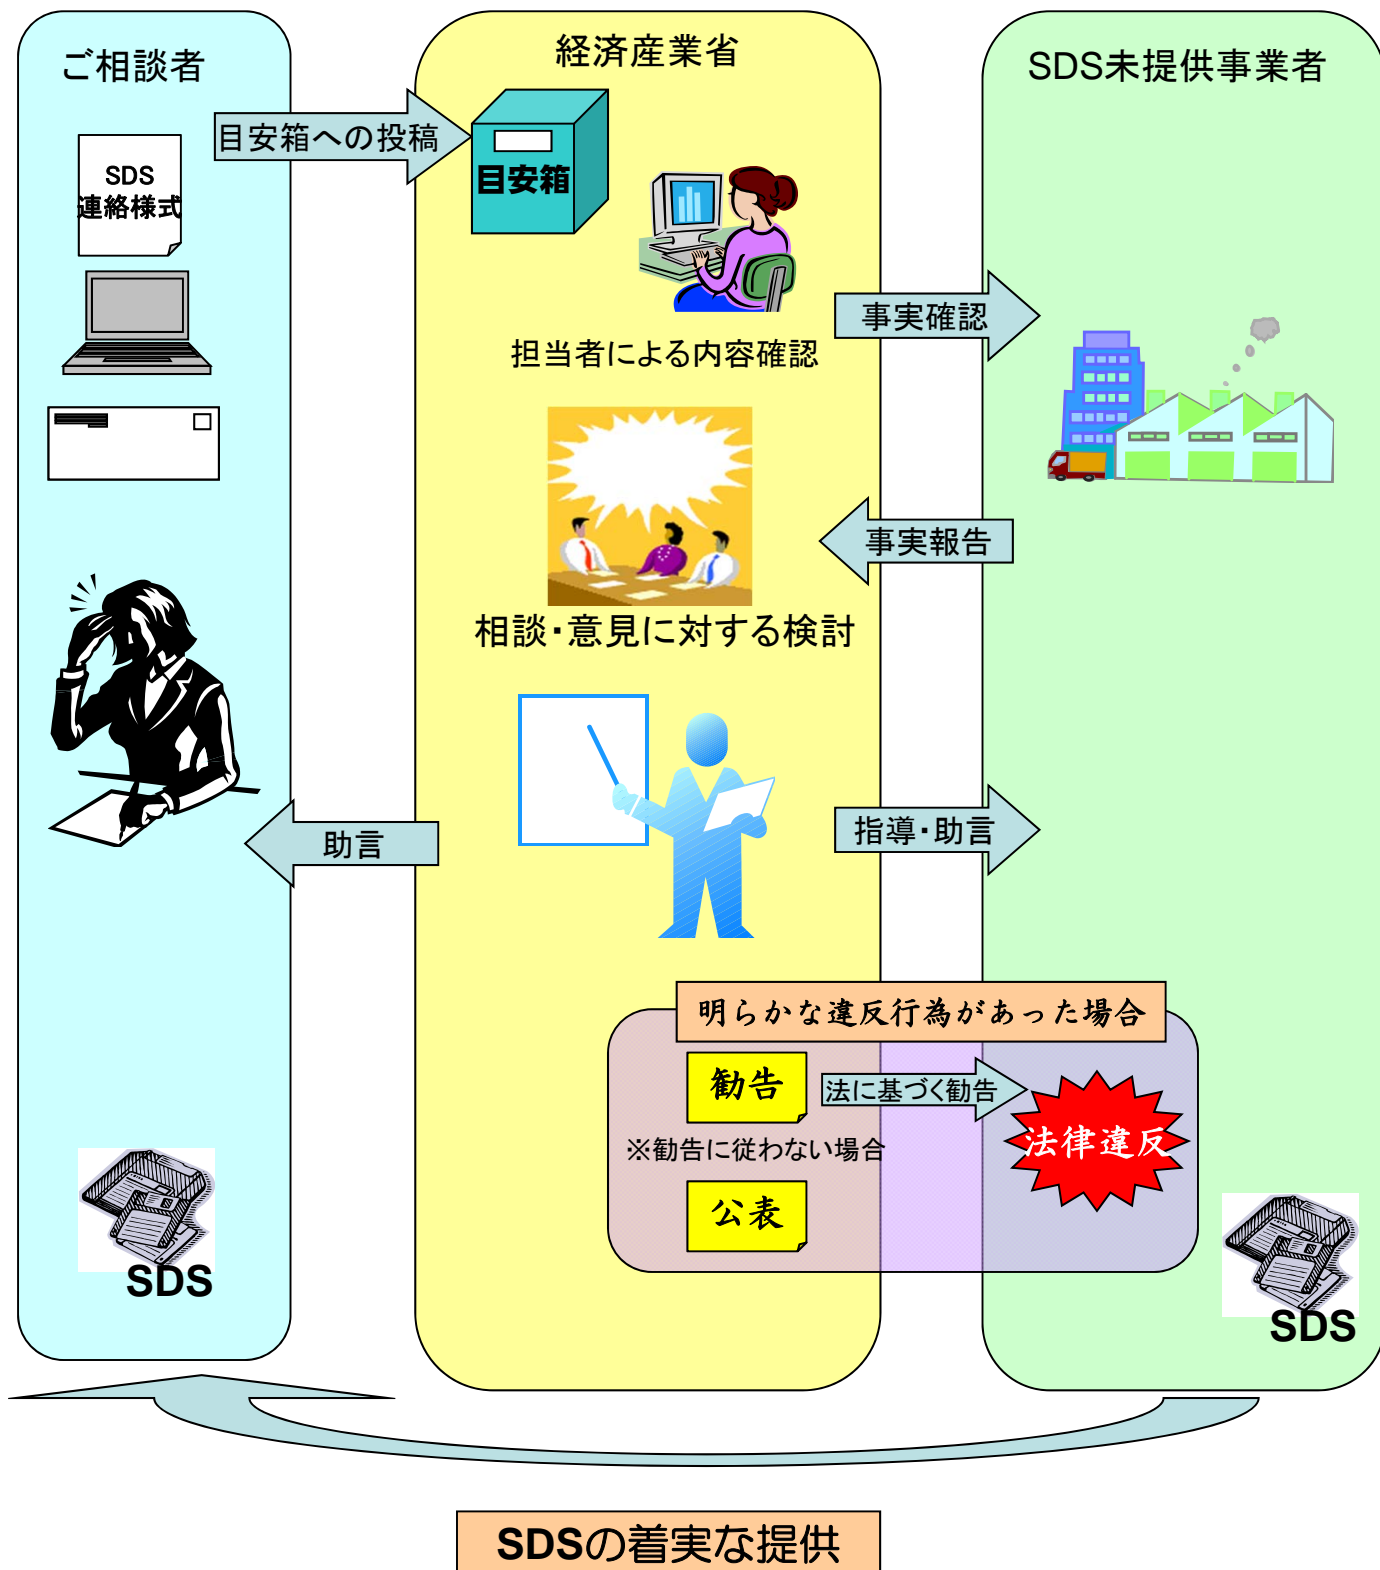 ご相談者
経済産業省
SDS未提供事業者
目安箱への投稿
目安箱
SDS
連絡様式
事実確認
担当者による内容確認
事実報告
相談・意見に対する検討
助言
指導・助言
明らかな違反行為があった場合
勧告
法に基づく勧告
法律違反
※勧告に従わない場合
公表
SDS
SDS
SDSの着実な提供